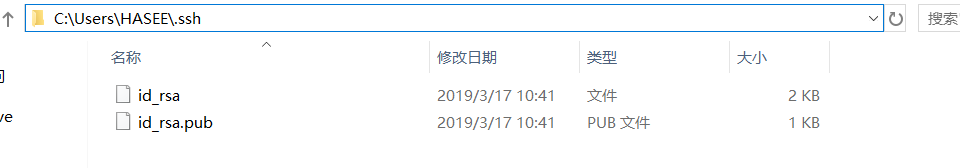 C:\Users\HASEE\.ssh
搜索
名称 修改日期 类型 大小
id_rsa 2019/3/17 10:41 文件 2 KB
ve id_rsa.pub 2019/3/17 10:41 PUB 文件 1 KB